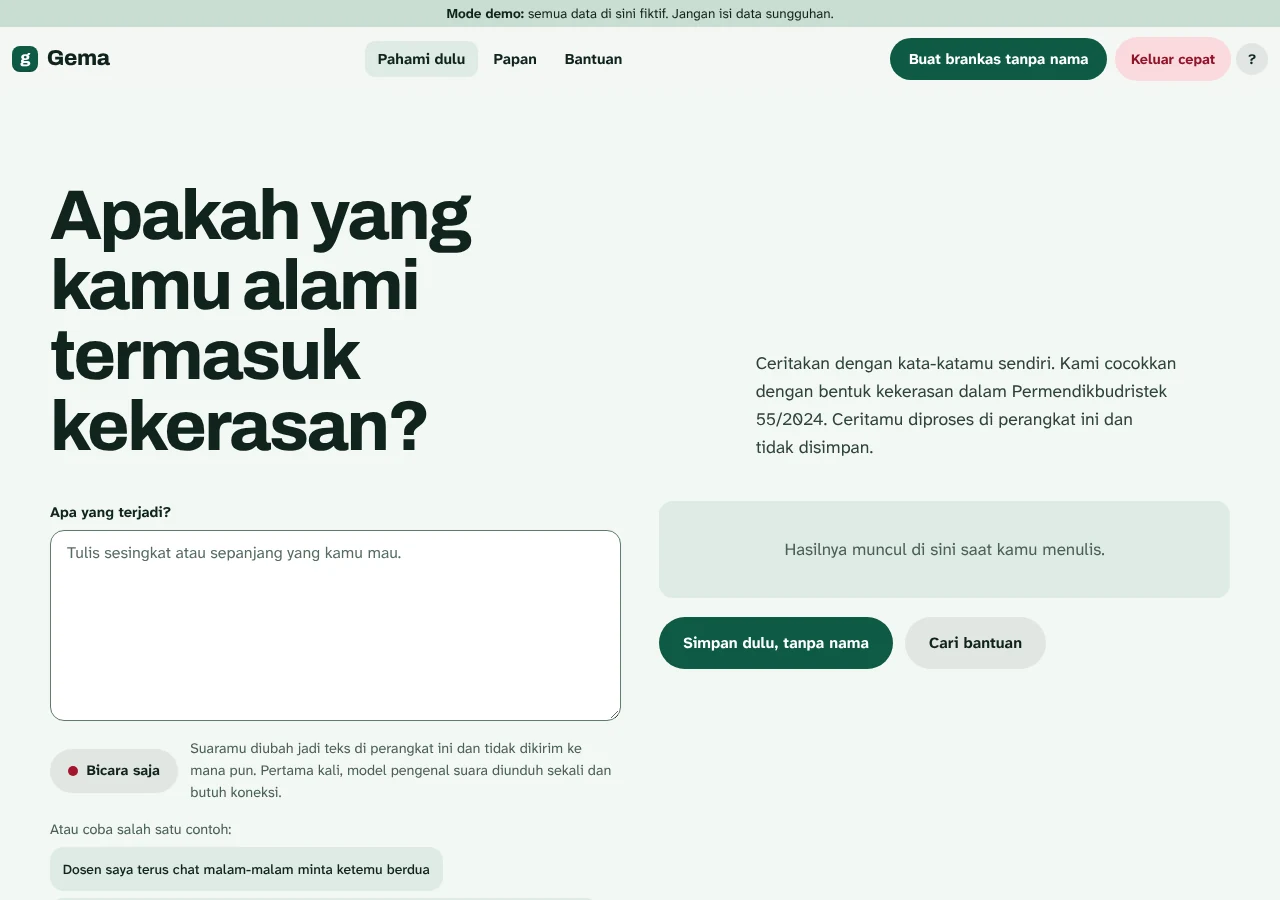 Mode demo: semua data di sini fiktif. Jangan isi data sungguhan.
g Gema
Pahami dulu
Papan
Bantuan
Buat brankas tanpa nama
Keluar cepat
?
Apakah yang
kamu alami
termasuk
kekerasan?
Ceritakan dengan kata-katamu sendiri. Kami cocokkan
dengan bentuk kekerasan dalam Permendikbudristek
55/2024. Ceritamu diproses di perangkat ini dan
tidak disimpan.
Apa yang terjadi?
Tulis sesingkat atau sepanjang yang kamu mau.
Hasilnya muncul di sini saat kamu menulis.
Simpan dulu, tanpa nama
Cari bantuan
Bicara saja
Suaramu diubah jadi teks di perangkat ini dan tidak dikirim ke
mana pun. Pertama kali, model pengenal suara diunduh sekali dan
butuh koneksi.
Atau coba salah satu contoh:
Dosen saya terus chat malam-malam minta ketemu berdua